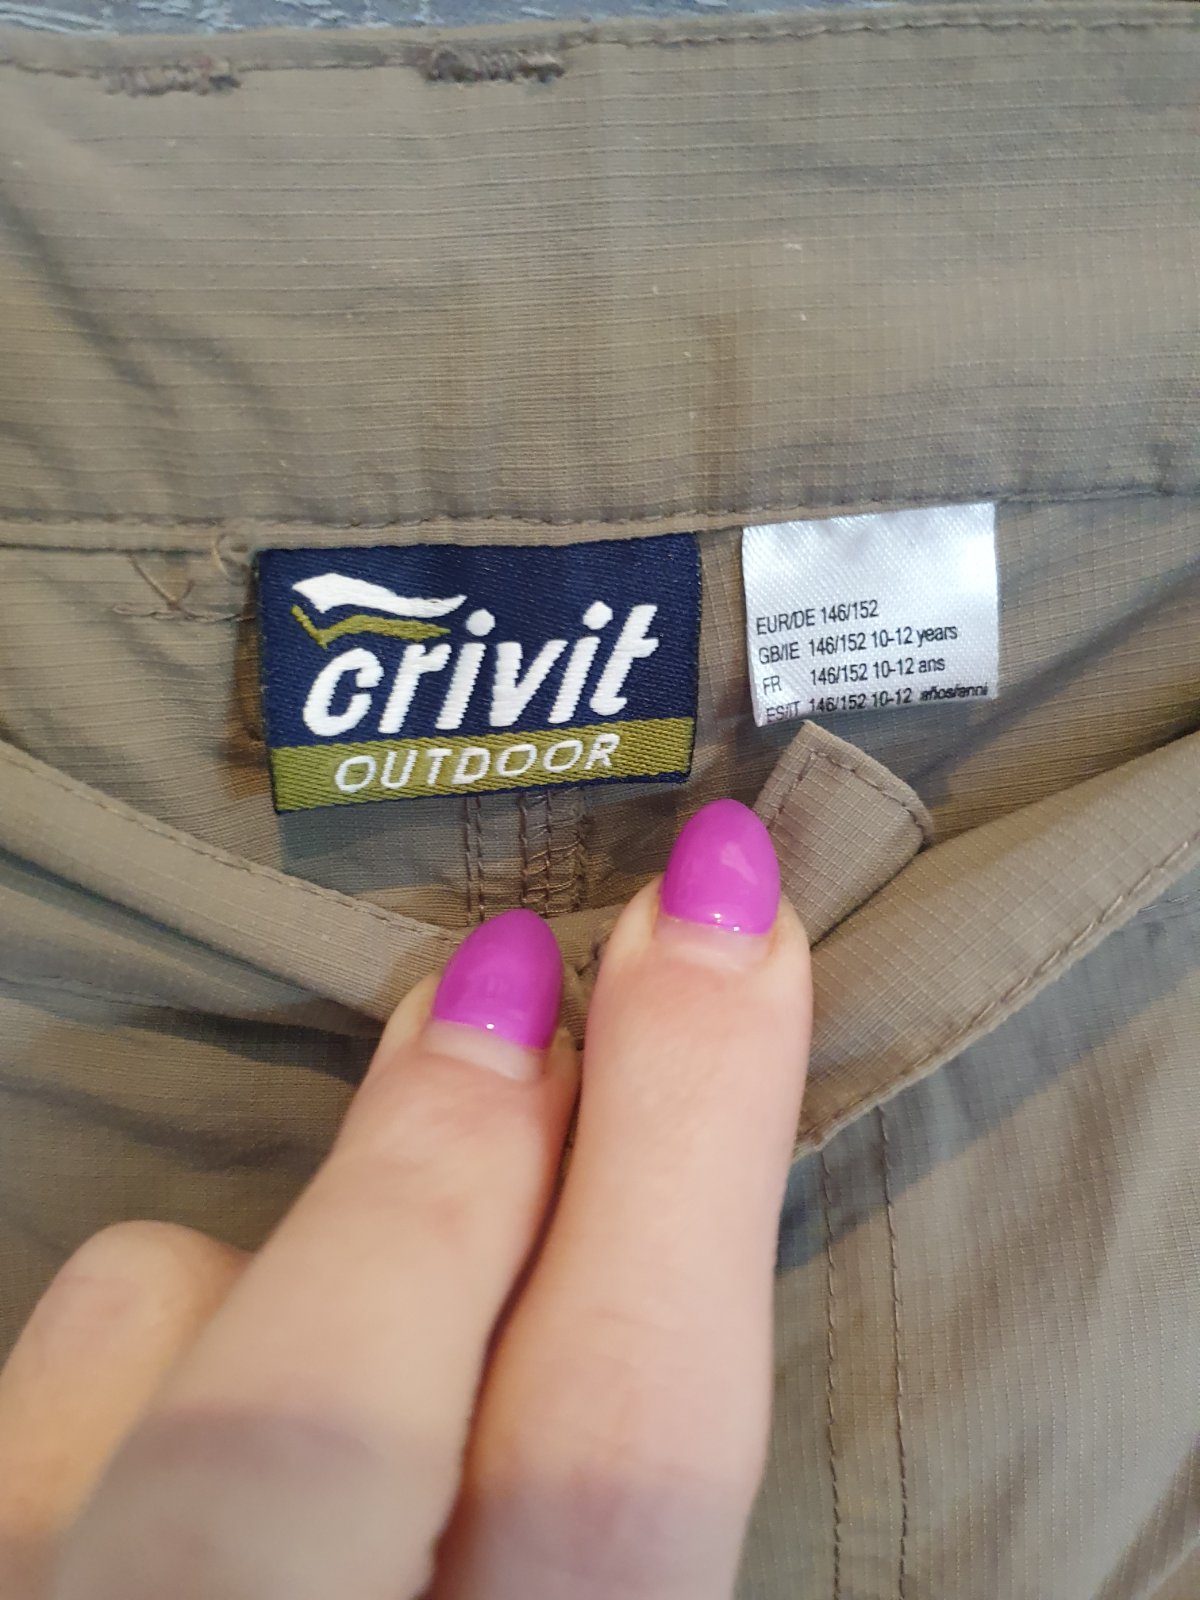 crivit
OUTDOOR
EUR/DE 146/152
GB/IE 146/152 10-12 years
FR 146/152 10-12 ans
ES/IT 146/152 10-12 años/anni